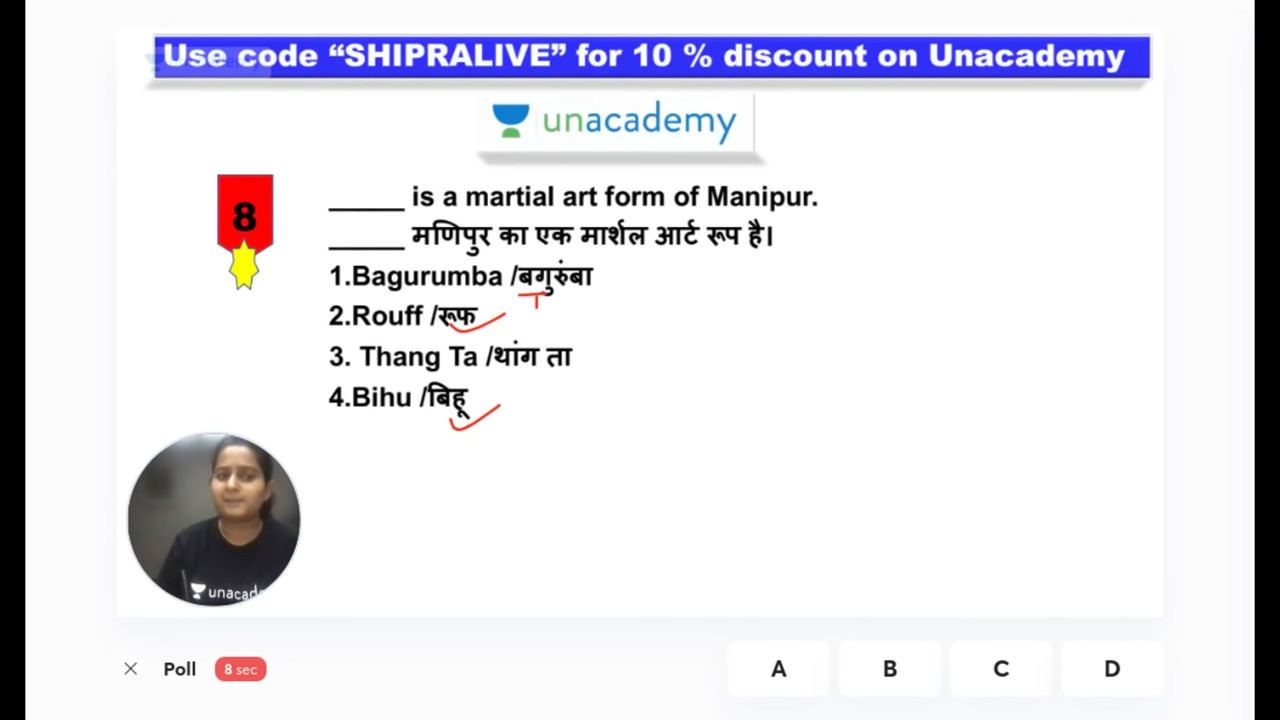 Use code “SHIPRALIVE” for 10 % discount on Unacademy
unacademy
8
______ is a martial art form of Manipur.
______ मणिपुर का एक मार्शल आर्ट रूप है।
1.Bagurumba /बगुरुंबा
2.Rouff /रूफ
3. Thang Ta /थांग ता
4.Bihu /बिहू
unacade
Poll 8 sec A B C D